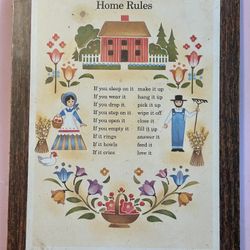 Home Rules
If you sleep on it make it up
If you wear it hang it up
If you drop it, pick it up
If you step on it wipe it off
If you open it close it
If you empty it fill it up
If it rings answer it
If it howls feed it
If it cries love it